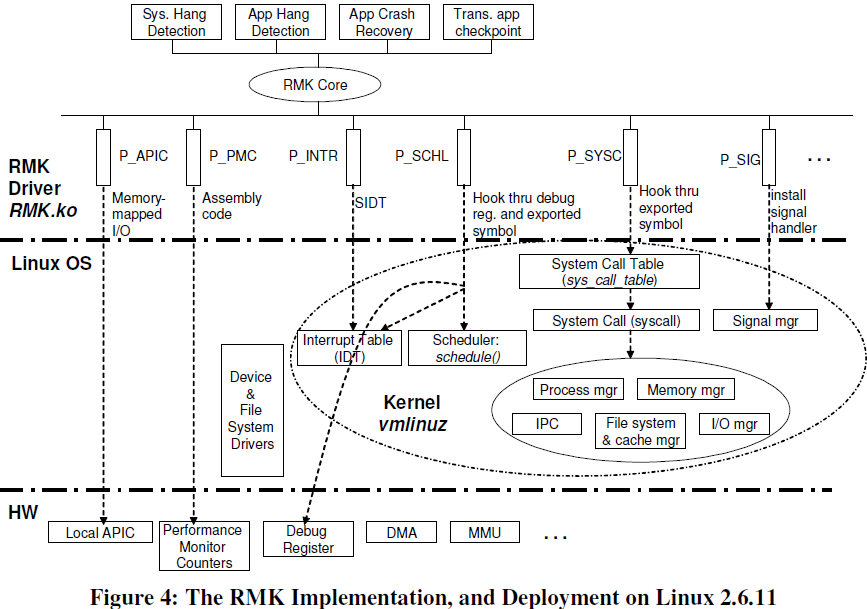 Sys. Hang
Detection
App Hang
Detection
App Crash
Recovery
Trans. app
checkpoint
RMK Core
RMK
Driver
RMK.ko
P_APIC
P_PMC
P_INTR
P_SCHL
P_SYSC
P_SIG
. . .
Memory-
mapped
I/O
Assembly
code
SIDT
Hook thru debug
reg. and exported
symbol
Hook thru
exported
symbol
install
signal
handler
Linux OS
System Call Table
(sys_call_table)
Interrupt Table
(IDT)
Scheduler:
schedule()
System Call (syscall)
Signal mgr
Device
&
File
System
Drivers
Kernel
vmlinuz
Process mgr
Memory mgr
IPC
File system
& cache mgr
I/O mgr
HW
Local APIC
Performance
Monitor
Counters
Debug
Register
DMA
MMU
. . .
Figure 4: The RMK Implementation, and Deployment on Linux 2.6.11